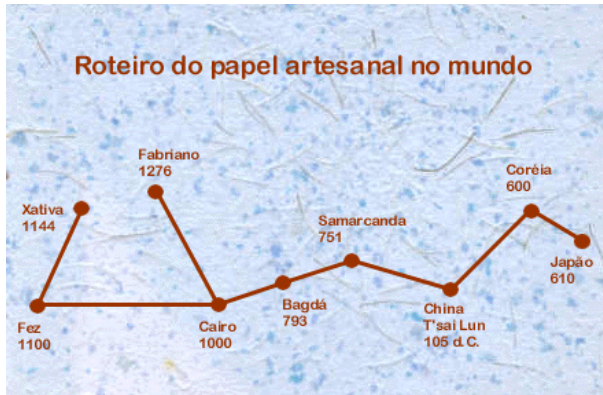 Roteiro do papel artesanal no mundo
Fabriano
1276
Coréia
600
Xativa
1144
Samarcanda
751
Japão
610
Bagdá
793
China
T'sai Lun
105 d.C.
Fez
1100
Cairo
1000